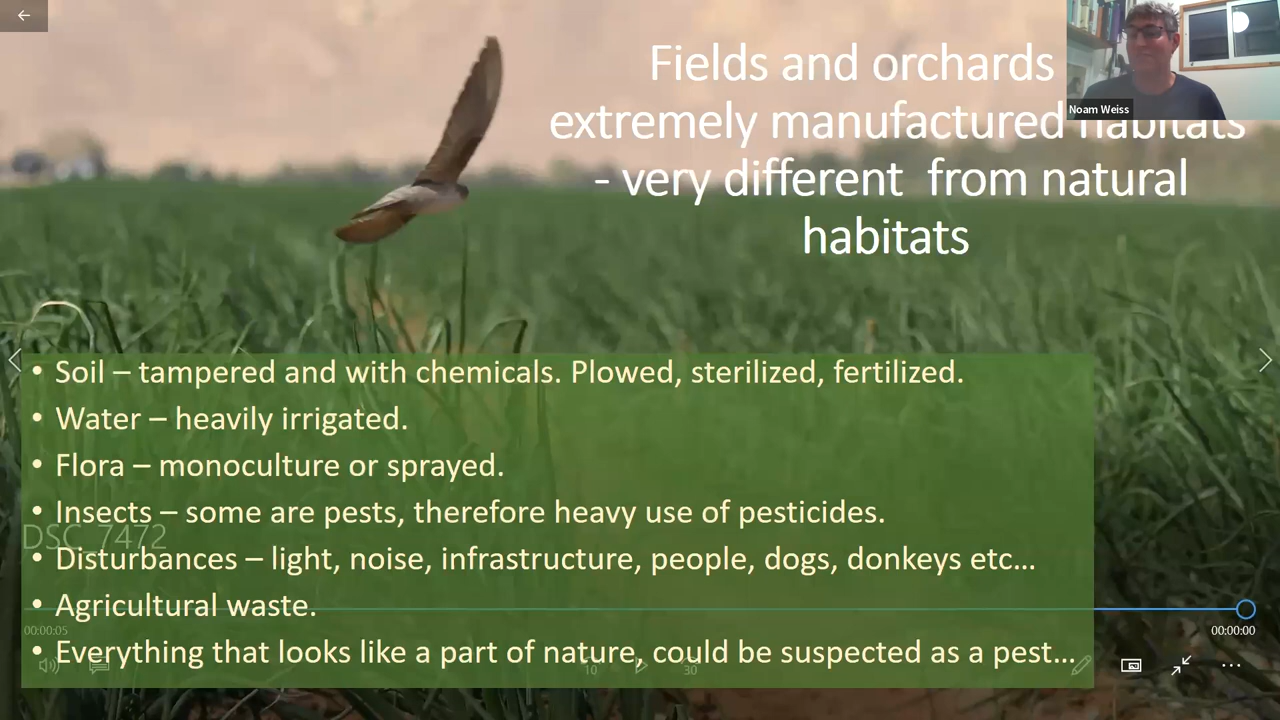 Fields and orchards
extremely manufactured habitats
- very different from natural
habitats
Noam Weiss
• Soil – tampered and with chemicals. Plowed, sterilized, fertilized.
• Water – heavily irrigated.
• Flora – monoculture or sprayed.
• Insects – some are pests, therefore heavy use of pesticides.
DSC_7472
• Disturbances – light, noise, infrastructure, people, dogs, donkeys etc...
• Agricultural waste.
00:00:05
00:00:00
• Everything that looks like a part of nature, could be suspected as a pest...
10
30